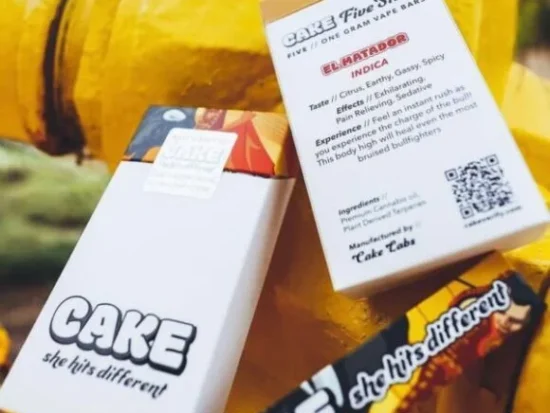 CAKE
she hits different
CAKE
CAKE Five
FIVE // ONE GRAM VAPE BARS
EL MATADOR
INDICA
Taste // Citrus, Earthy, Gassy, Spicy
Effects // Exhilarating,
Pain Relieving, Sedative
Experience // Feel an instant rush as
you experience the charge of the bull!
This body high will heal even the most
bruised bullfighters
Ingredients //
Premium Cannabis oil,
Plant Derived Terpenes
Manufactured by //
Cake Labs
cakeverify.com
she hits different